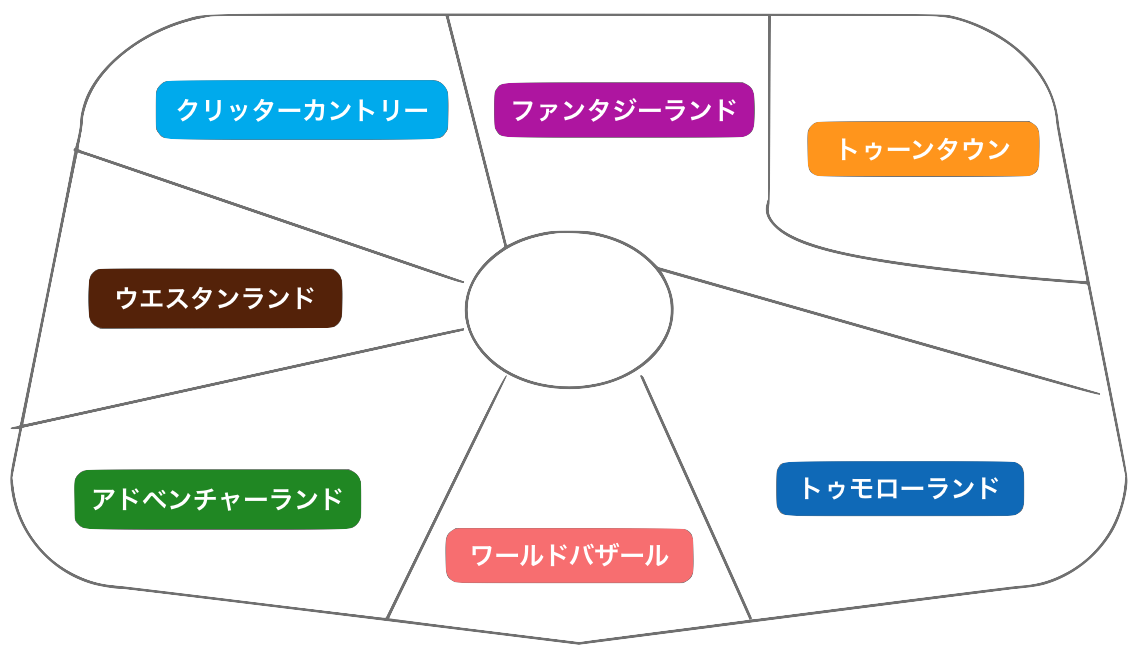 クリッターカントリー
ファンタジーランド
トゥーンタウン
ウエスタンランド
アドベンチャーランド
トゥモローランド
ワールドバザール